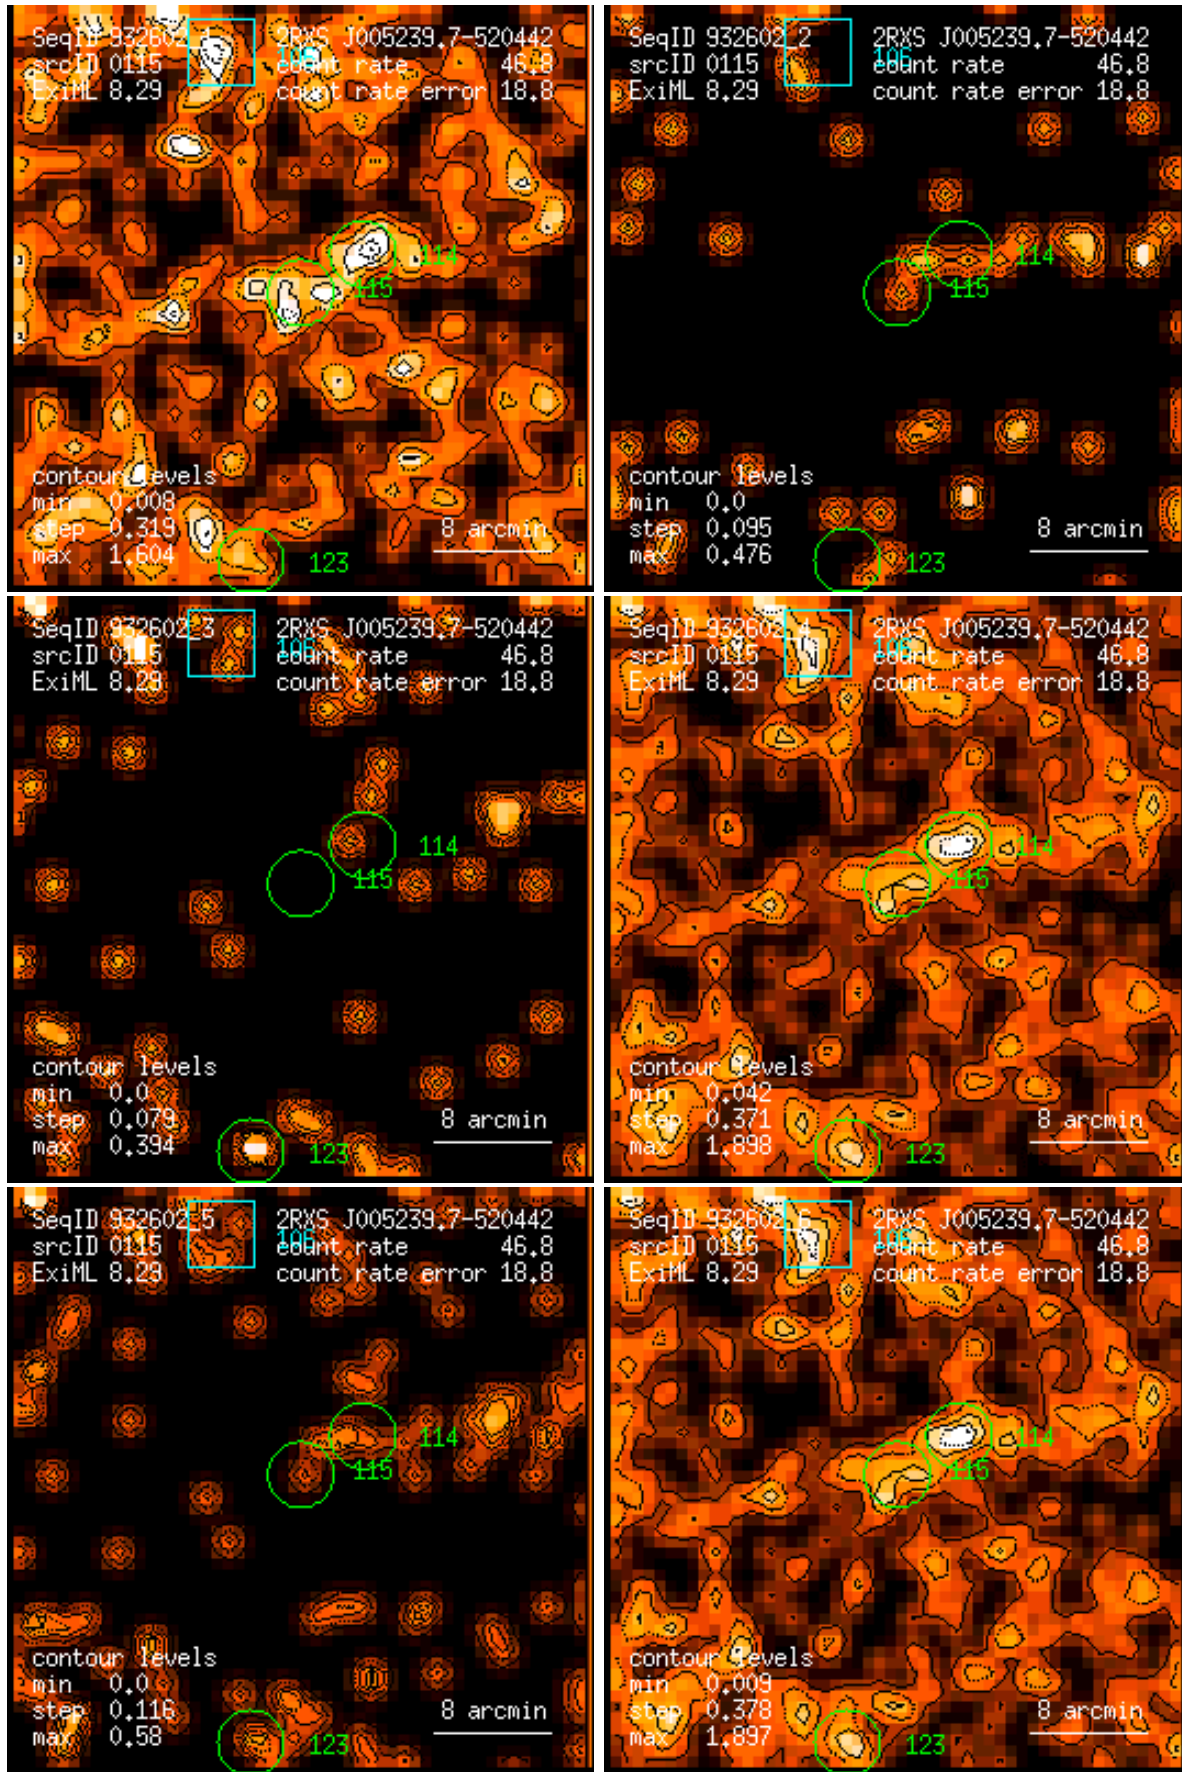 SeqID 932602_1 2RXS J005239.7-520442
srcID 0115 106 count rate 46.8
ExiML 8.29 count rate error 18.8
114
115
contour levels
min 0.008
step 0.319 8 arcmin
max 1.604 123
SeqID 932602_2 2RXS J005239.7-520442
srcID 0115 106 count rate 46.8
ExiML 8.29 count rate error 18.8
114
115
contour levels
min 0.0
step 0.095 8 arcmin
max 0.476 123
SeqID 932602_3 2RXS J005239.7-520442
srcID 0115 106 count rate 46.8
ExiML 8.29 count rate error 18.8
114
115
contour levels
min 0.0
step 0.079 8 arcmin
max 0.394 123
SeqID 932602_4 2RXS J005239.7-520442
srcID 0115 106 count rate 46.8
ExiML 8.29 count rate error 18.8
114
115
contour levels
min 0.042
step 0.371 8 arcmin
max 1.898 123
SeqID 932602_5 2RXS J005239.7-520442
srcID 0115 106 count rate 46.8
ExiML 8.29 count rate error 18.8
114
115
contour levels
min 0.0
step 0.116 8 arcmin
max 0.58 123
SeqID 932602_6 2RXS J005239.7-520442
srcID 0115 106 count rate 46.8
ExiML 8.29 count rate error 18.8
114
115
contour levels
min 0.009
step 0.378 8 arcmin
max 1.897 123